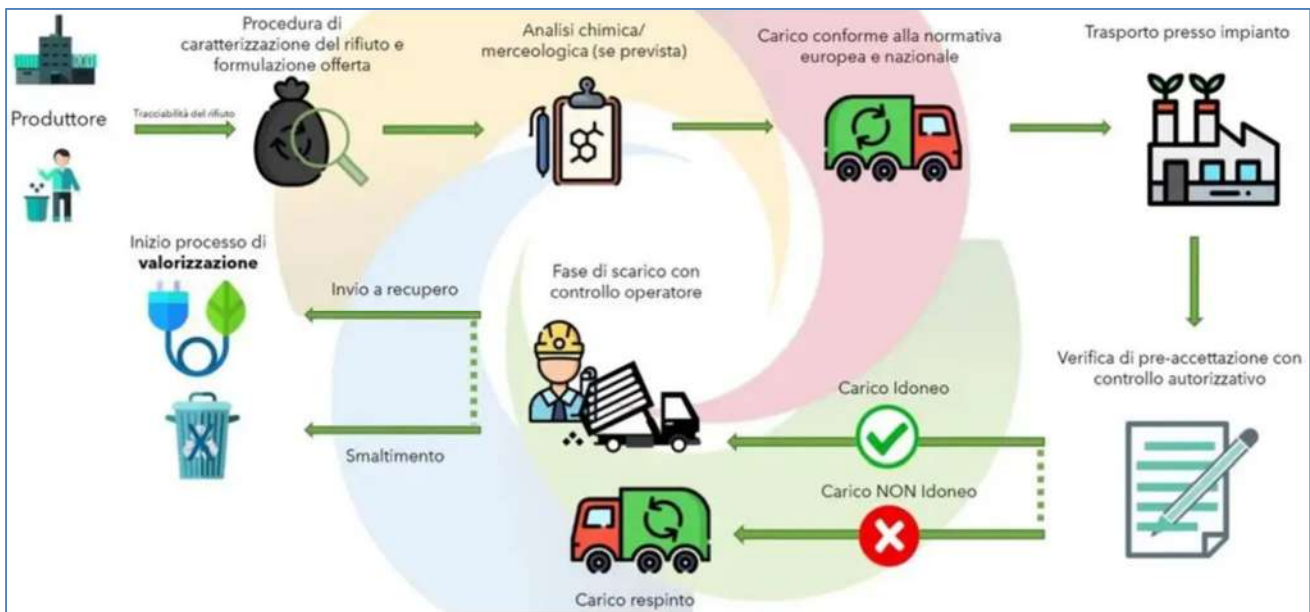 Produttore
Tracciabilità del rifiuto
Procedura di
caratterizzazione del rifiuto e
formulazione offerta
Analisi chimica/
merceologica (se prevista)
Carico conforme alla normativa
europea e nazionale
Trasporto presso impianto
Verifica di pre-accettazione con
controllo autorizzativo
Carico Idoneo
Carico NON Idoneo
Fase di scarico con
controllo operatore
Carico respinto
Invio a recupero
Smaltimento
Inizio processo di
valorizzazione